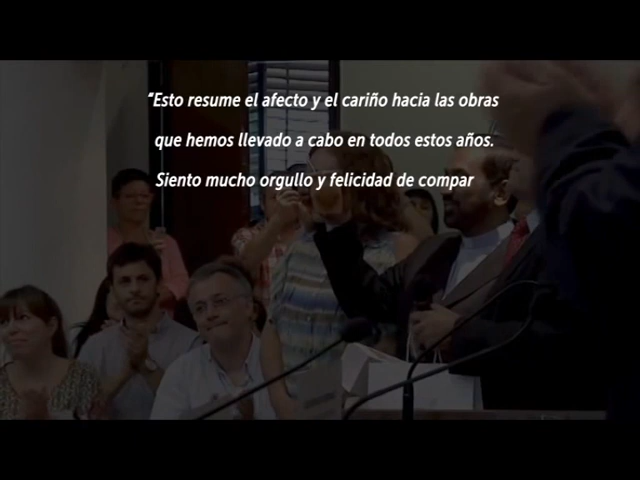 “Esto resume el afecto y el cariño hacia las obras
que hemos llevado a cabo en todos estos años.
Siento mucho orgullo y felicidad de compar